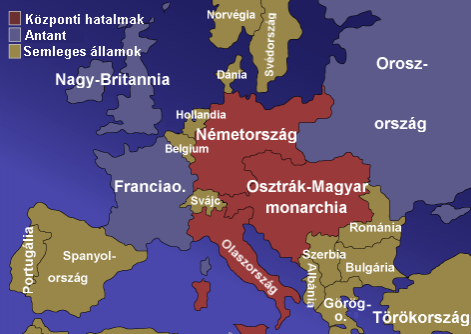 Központi hatalmak
Antant
Semleges államok
Norvégia
Svédország
Dánia
Nagy-Britannia
Orosz-
ország
Hollandia
Németország
Belgium
Franciao.
Svájc
Osztrák-Magyar
monarchia
Románia
Olaszország
Szerbia
Bulgária
Albánia
Portugália
Spanyol-
ország
Görög-
o.
Törökország